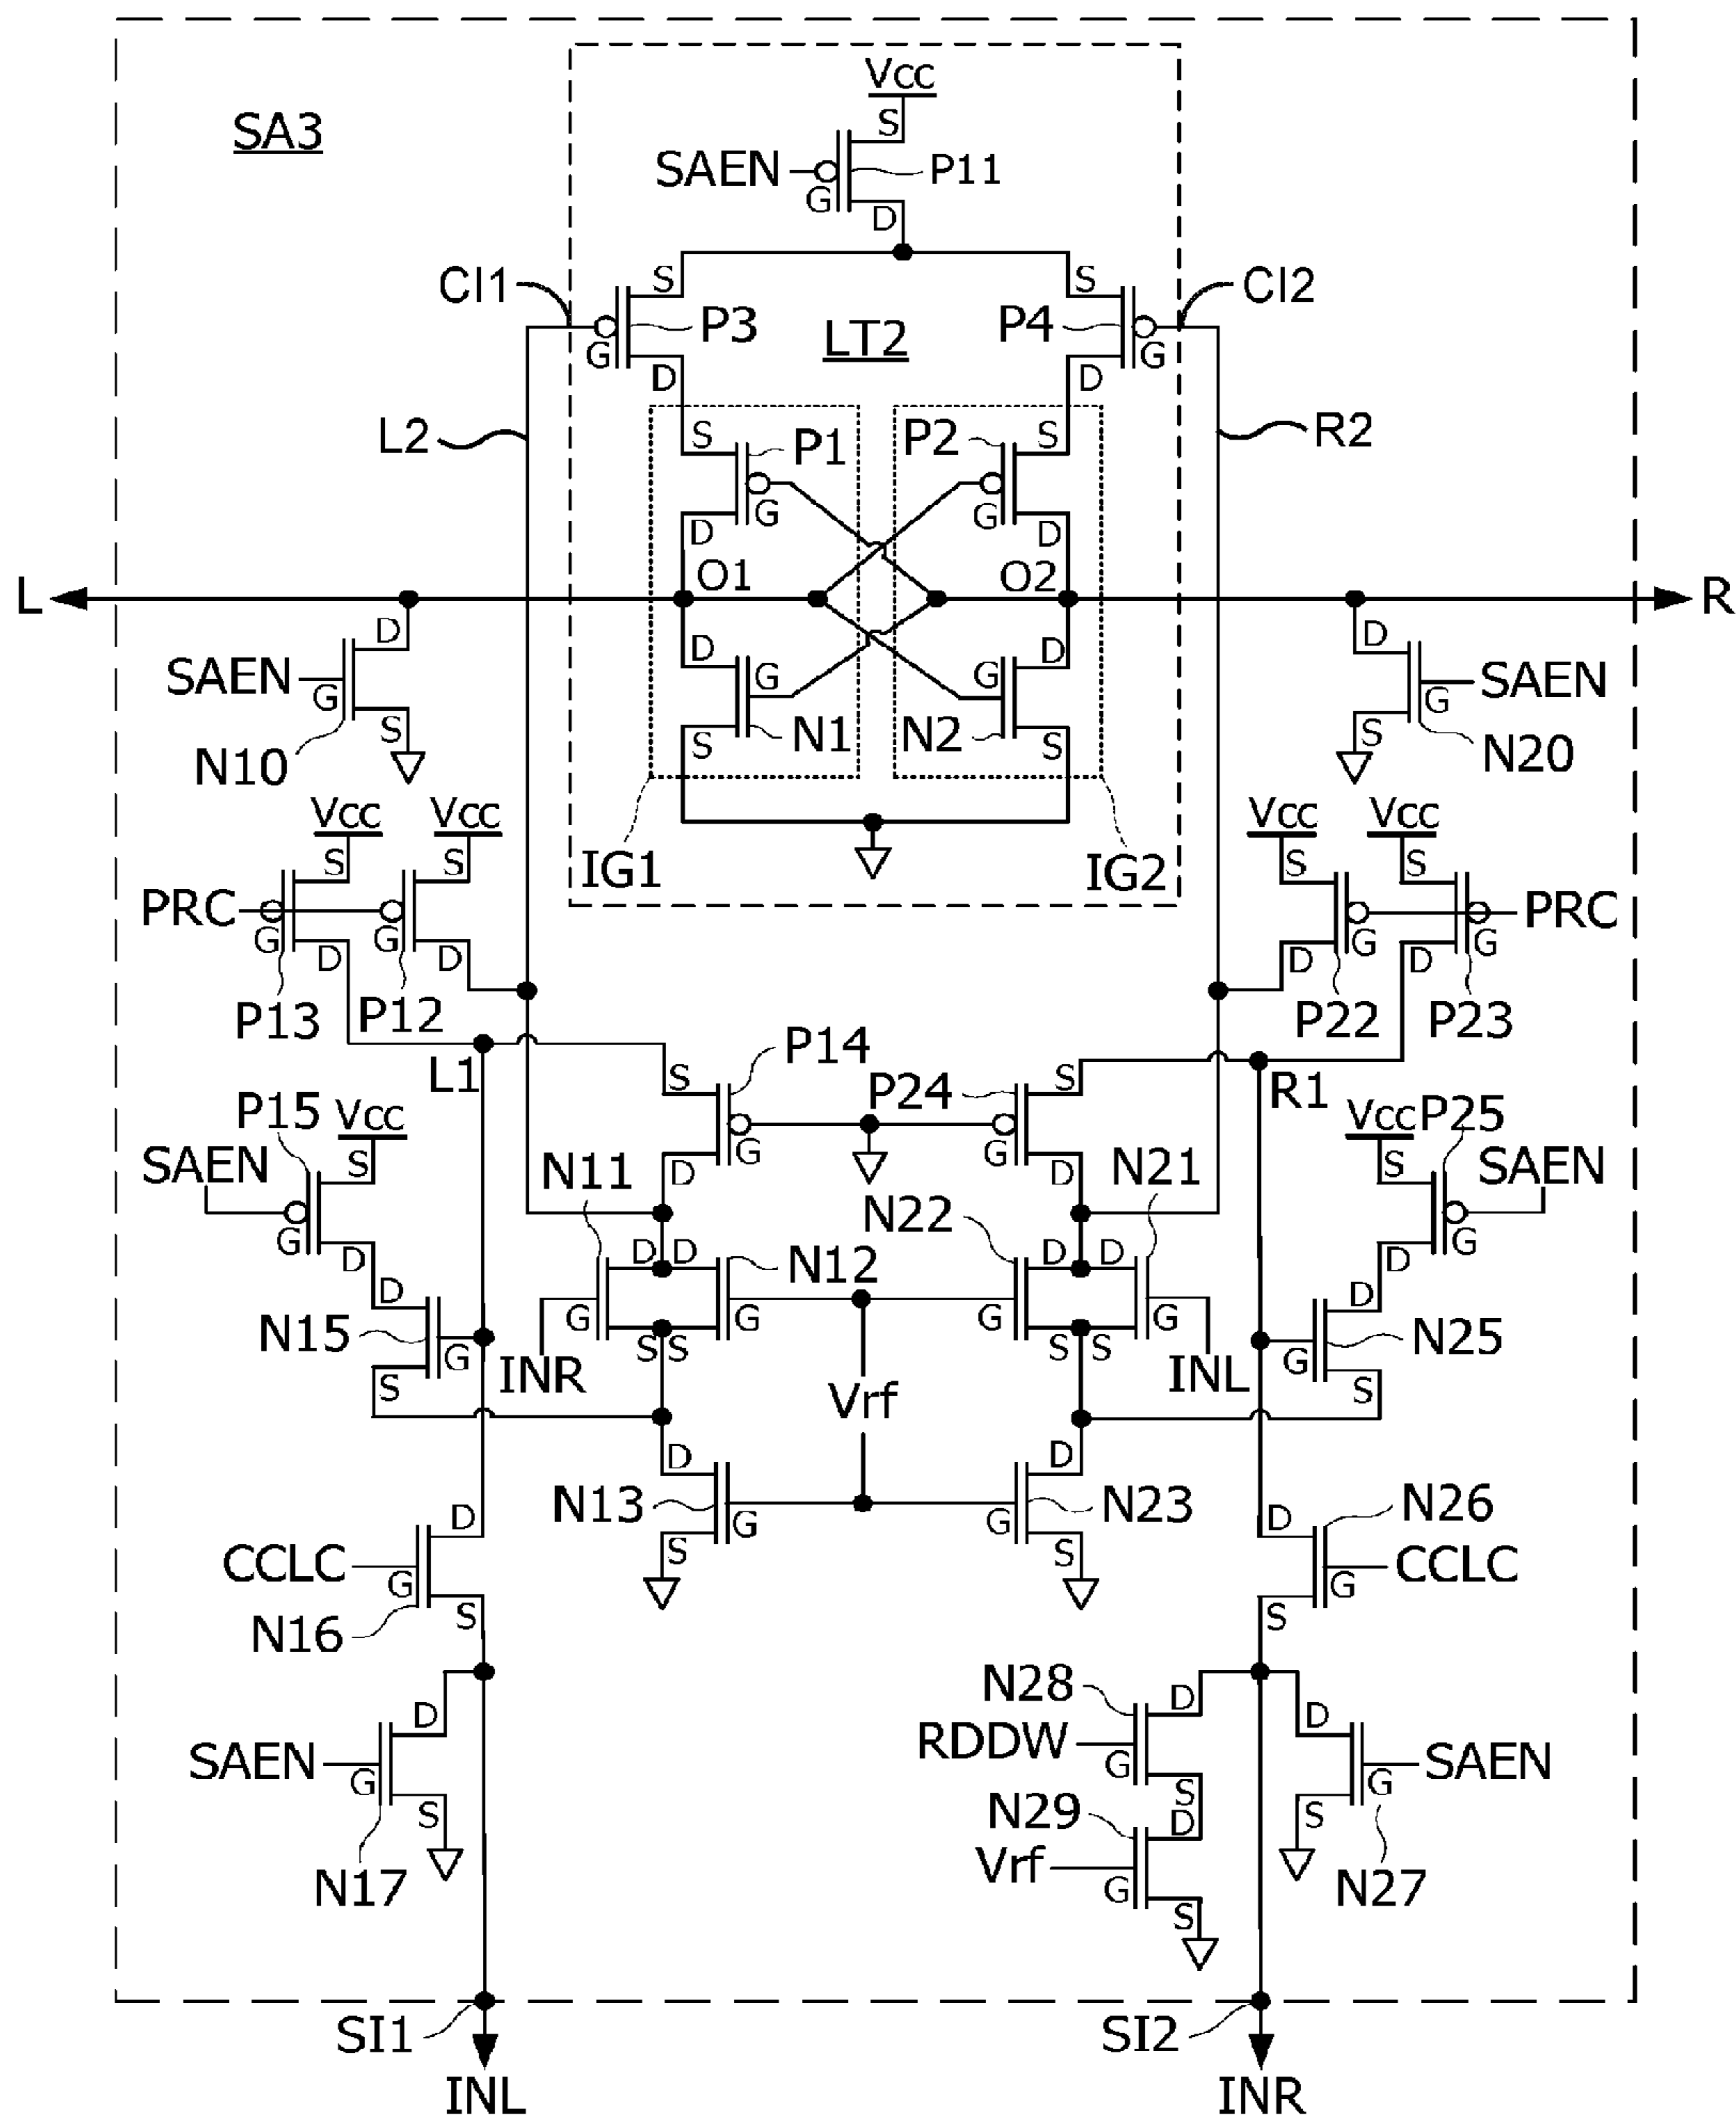 SA3
Vcc
S
SAEN
P11
G
D
CI1
S
S
CI2
P3
LT2
P4
G
G
D
D
L2
S
P1
P2
S
R2
G
G
D
D
L
O1
O2
R
D
D
D
D
SAEN
G
G
G
G
SAEN
S
N10
S
N1
N2
S
S
N20
Vcc
Vcc
IG1
IG2
Vcc
Vcc
S
S
S
S
PRC
G
G
G
G
PRC
D
D
D
D
P13
P12
P22
P23
L1
S
P14
P24
S
R1
P15
Vcc
G
G
Vcc
P25
SAEN
S
D
D
S
SAEN
N11
N21
N22
G
G
D
D
D
N12
D
D
D
D
D
N15
G
G
G
G
G
G
N25
S
S
S
S
S
S
INR
INL
Vrf
D
D
N13
G
G
N23
S
S
D
D
N26
CCLC
G
G
CCLC
N16
S
S
N28
D
D
D
RDDW
SAEN
G
G
G
SAEN
S
S
S
N29
D
Vrf
G
N17
S
N27
SI1
SI2
INL
INR